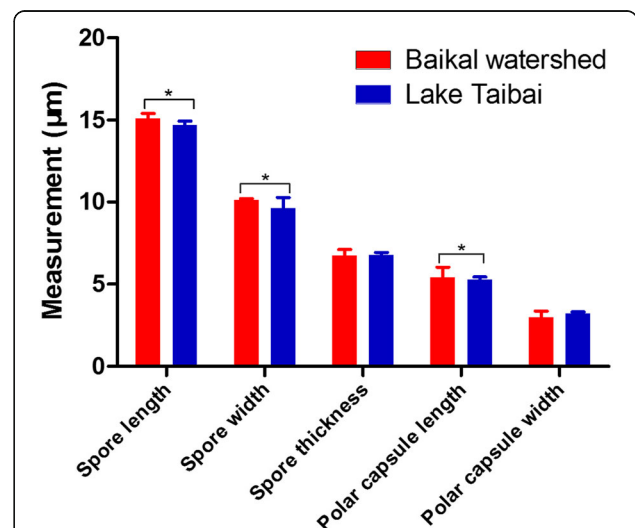 20
15
10
5
0
Measurement (µm)
Baikal watershed
Lake Taibai
*
*
*
Spore length
Spore width
Spore thickness
Polar capsule length
Polar capsule width